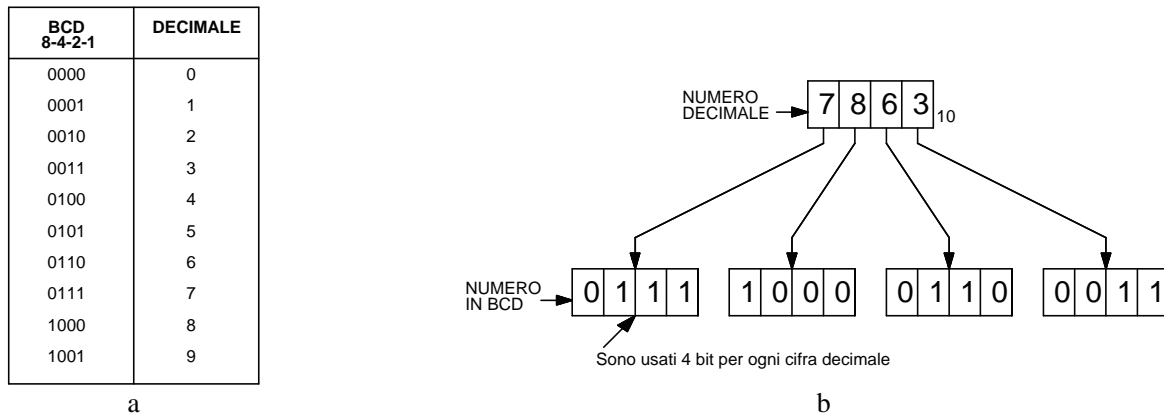 BCD DECIMALE
8-4-2-1
0000 0
0001 1
0010 2
0011 3
0100 4
0101 5
0110 6
0111 7
1000 8
1001 9
a
NUMERO
DECIMALE
7 8 6 3 10
NUMERO
IN BCD
0 1 1 1 1 0 0 0 0 1 1 0 0 0 1 1
Sono usati 4 bit per ogni cifra decimale
b